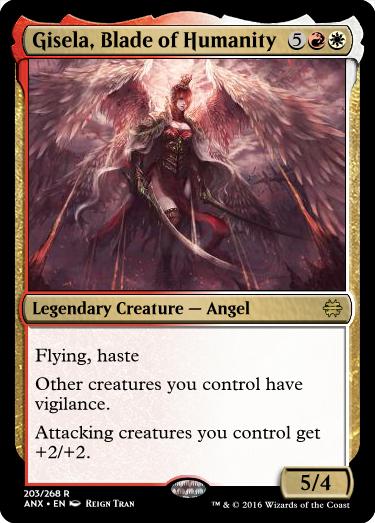 Gisela, Blade of Humanity 5
Legendary Creature — Angel
Flying, haste
Other creatures you control have
vigilance.
Attacking creatures you control get
+2/+2.
5/4
203/268 R
ANX • EN Reign Tran ™ & © 2016 Wizards of the Coast